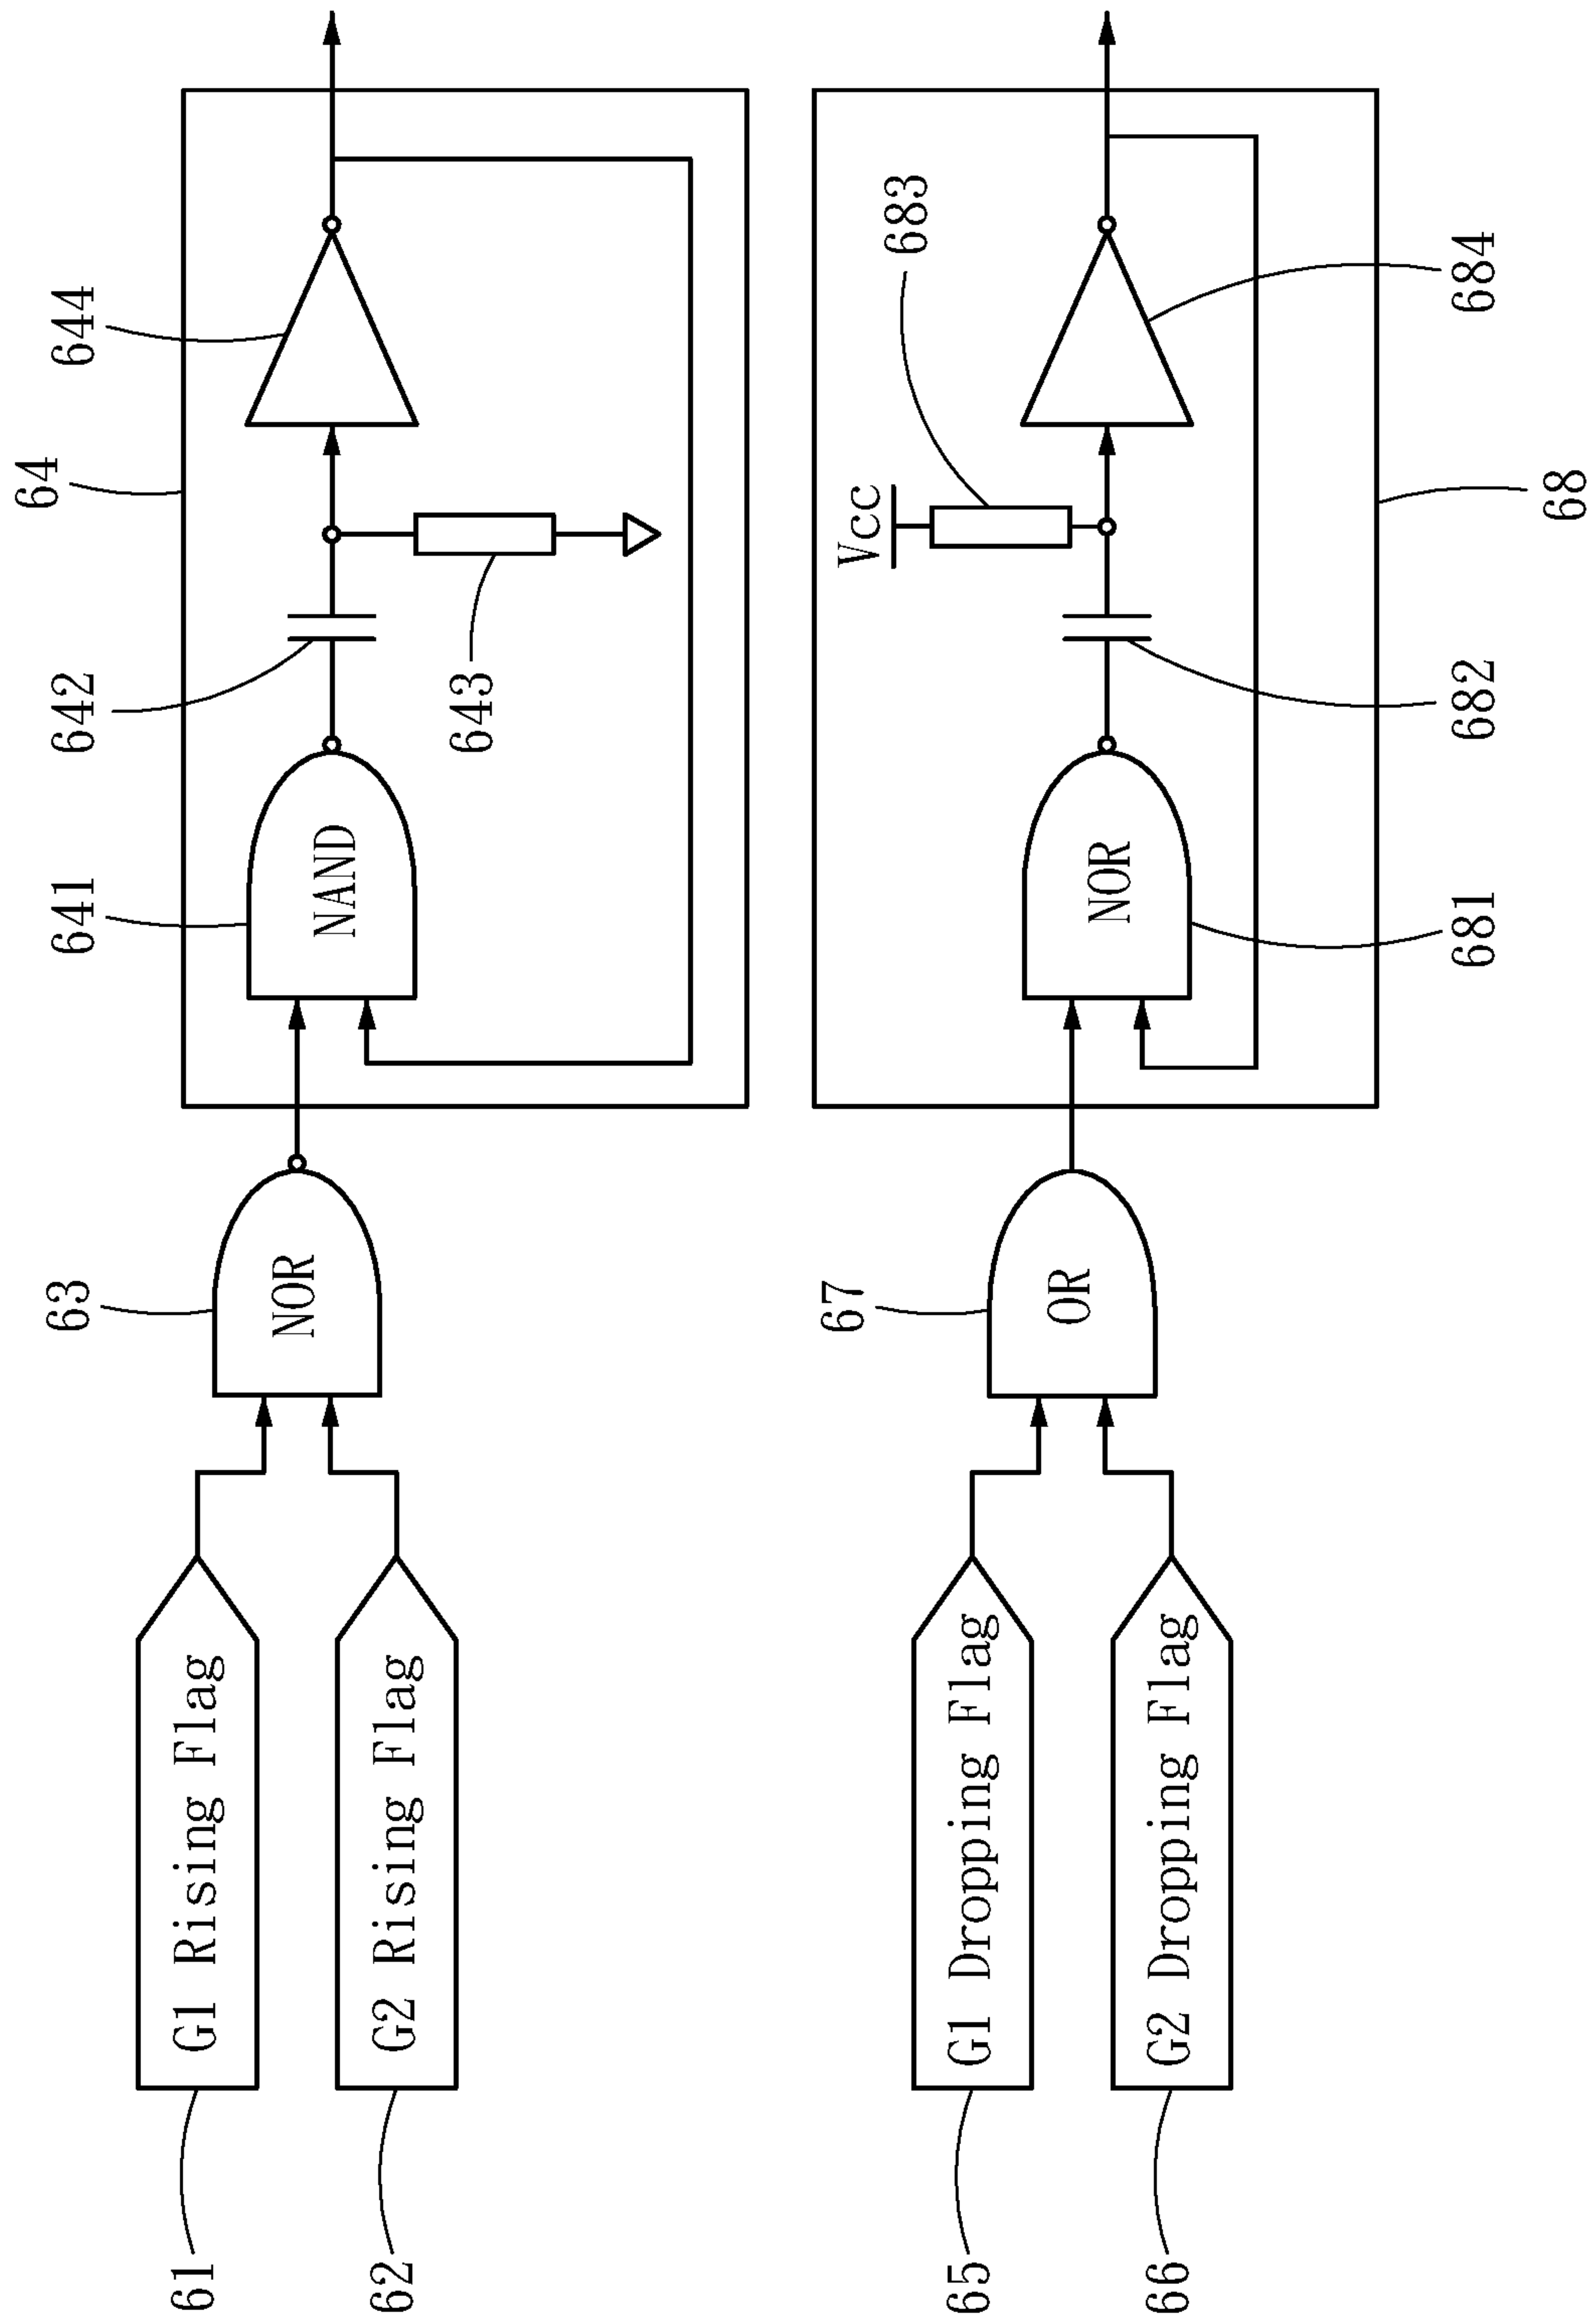 64
644
642
643
641
NAND
63
NOR
G1 Rising Flag
G2 Rising Flag
61
62
683
Vcc
684
68
682
NOR
681
67
OR
G1 Dropping Flag
G2 Dropping Flag
65
66